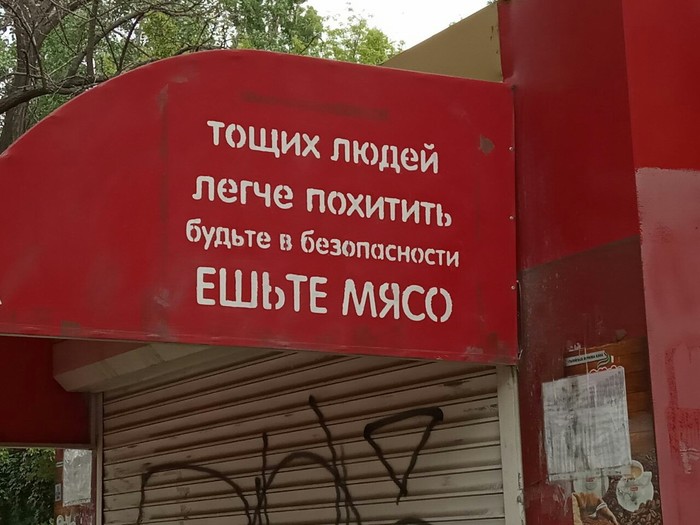 тощих людей
легче похитить
будьте в безопасности
ЕШЬТЕ МЯСО